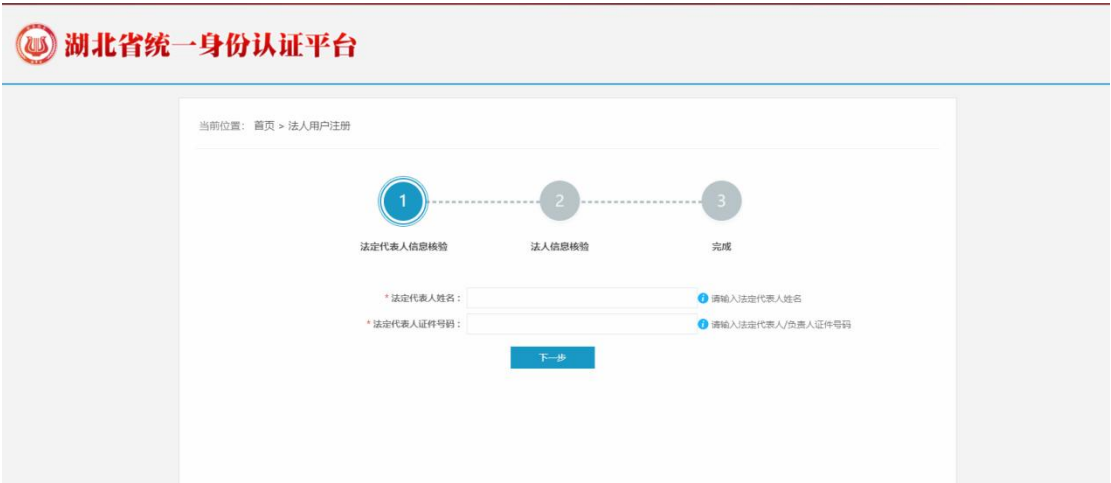 湖北省统一身份认证平台
当前位置： 首页 > 法人用户注册
1 2 3
法定代表人信息核验 法人信息核验 完成
* 法定代表人姓名： 请输入法定代表人姓名
* 法定代表人证件号码： 请输入法定代表人/负责人证件号码
下一步